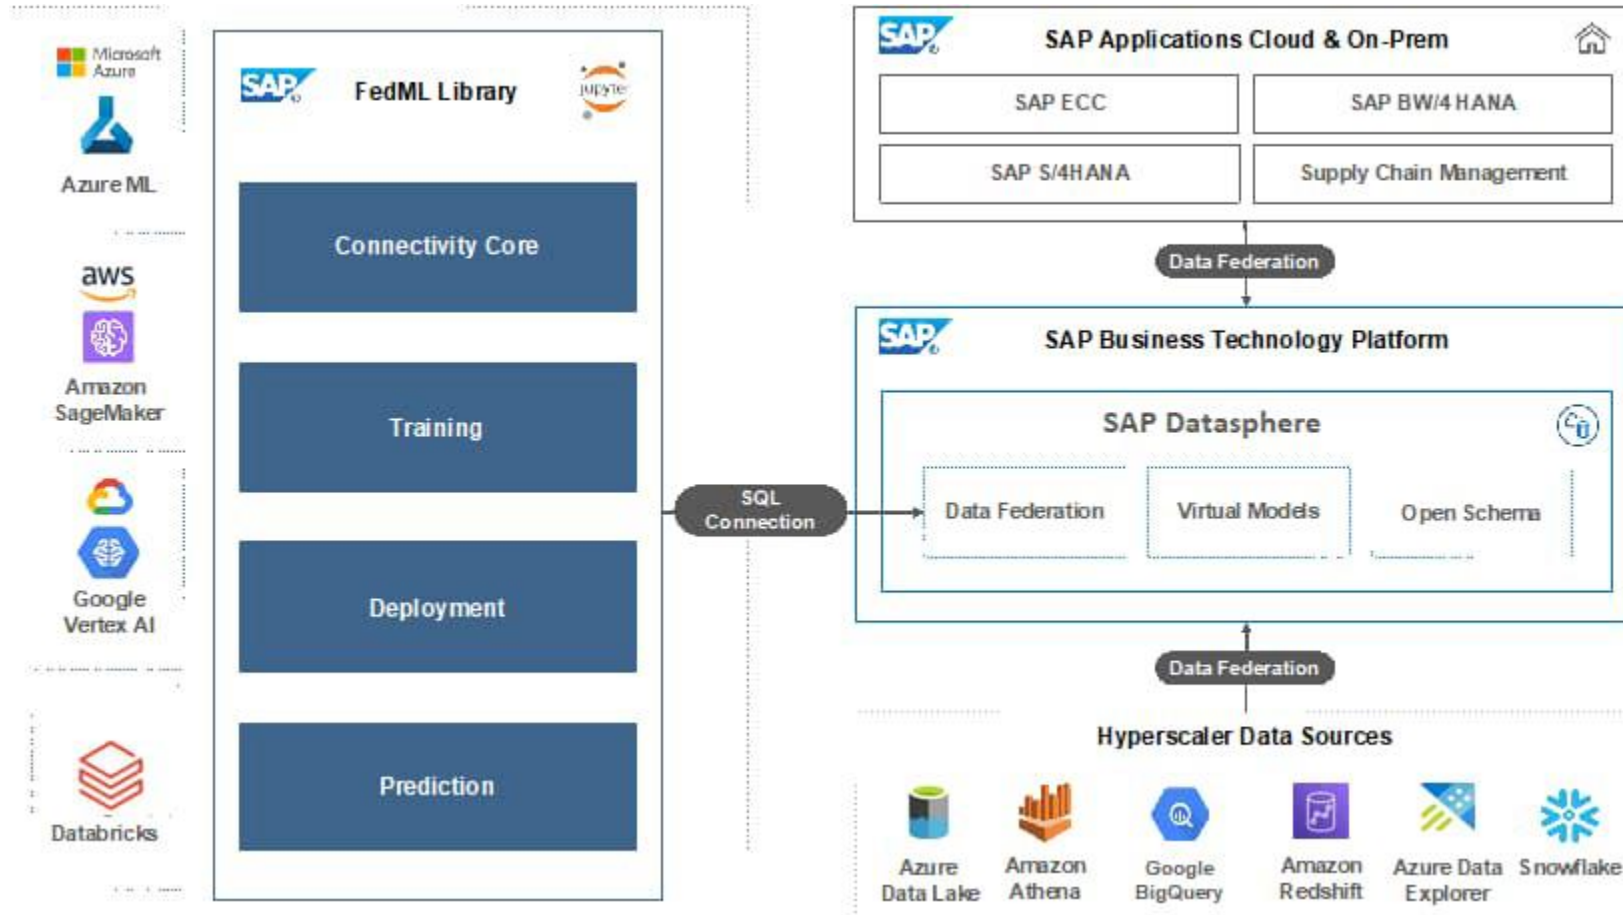 Microsoft
Azure
Azure ML
aws
Amazon
SageMaker
Google
Vertex AI
Databricks
SAP
FedML Library
jupyter
Connectivity Core
Training
Deployment
Prediction
SQL
Connection
SAP
SAP Applications Cloud & On-Prem
SAP ECC
SAP BW/4 HANA
SAP S/4HANA
Supply Chain Management
Data Federation
SAP
SAP Business Technology Platform
SAP Datasphere
Data Federation
Virtual Models
Open Schema
Data Federation
Hyperscaler Data Sources
Azure
Data Lake
Amazon
Athena
Google
BigQuery
Amazon
Redshift
Azure Data
Explorer
Snowflake